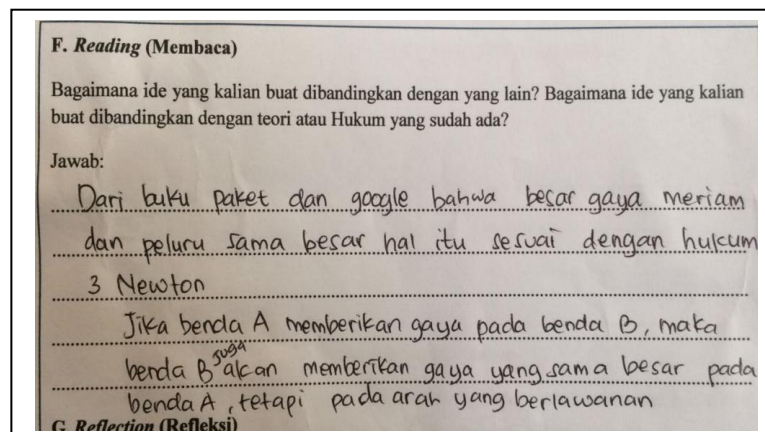 F. Reading (Membaca)
Bagaimana ide yang kalian buat dibandingkan dengan yang lain? Bagaimana ide yang kalian
buat dibandingkan dengan teori atau Hukum yang sudah ada?
Jawab:
Dari buku paket dan google bahwa besar gaya meriam
dan peluru sama besar hal itu sesuai dengan hukum
3 Newton
Jika benda A memberikan gaya pada benda B, maka
benda B juga akan memberikan gaya yang sama besar pada
benda A, tetapi pada arah yang berlawanan
G. Reflection (Refleksi)